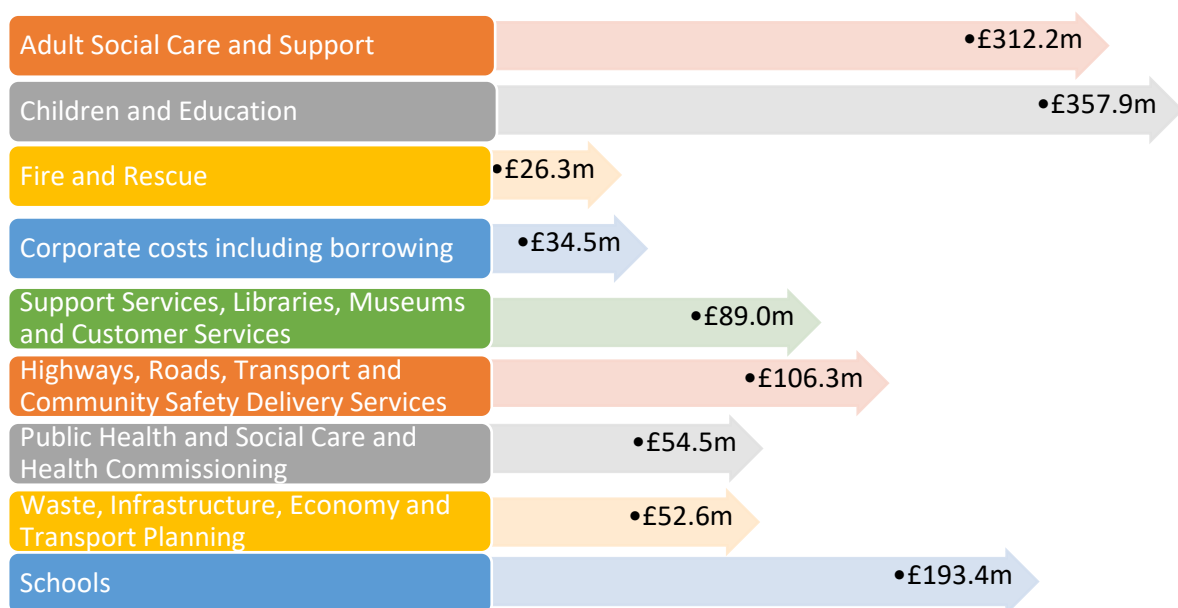 Adult Social Care and Support
•£312.2m
Children and Education
•£357.9m
Fire and Rescue
•£26.3m
Corporate costs including borrowing
•£34.5m
Support Services, Libraries, Museums
and Customer Services
•£89.0m
Highways, Roads, Transport and
Community Safety Delivery Services
•£106.3m
Public Health and Social Care and
Health Commissioning
•£54.5m
Waste, Infrastructure, Economy and
Transport Planning
•£52.6m
Schools
•£193.4m